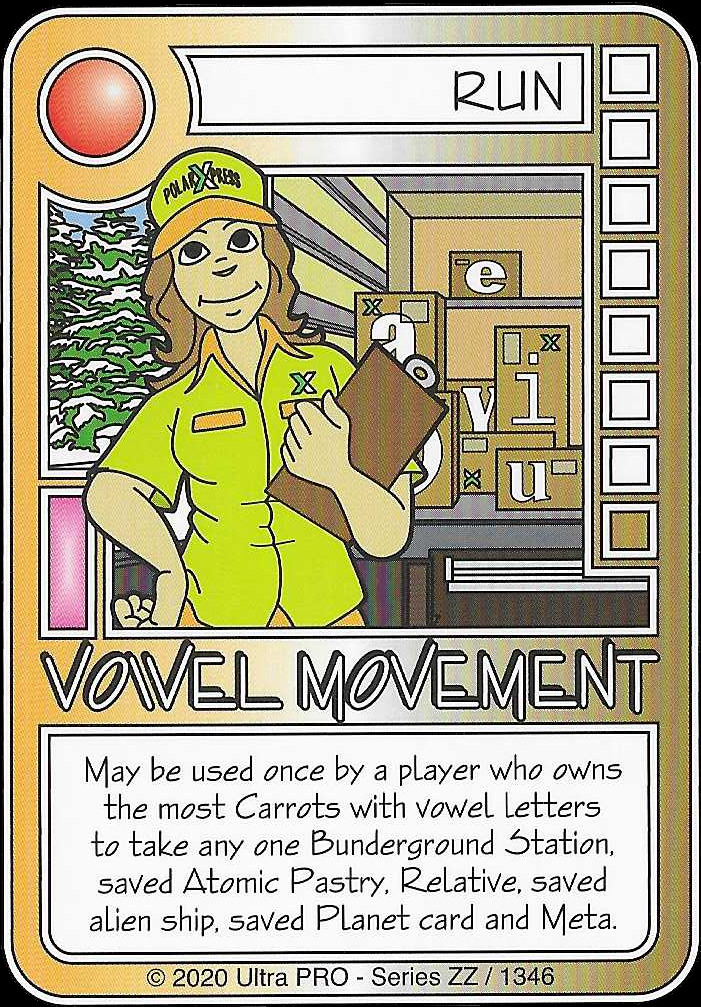 RUN
POLAR XPRESS
e
X
a
X
X
o
i
v
X
u
VOWEL MOVEMENT
May be used once by a player who owns
the most Carrots with vowel letters
to take any one Bunderground Station,
saved Atomic Pastry, Relative, saved
alien ship, saved Planet card and Meta.
© 2020 Ultra PRO - Series ZZ / 1346